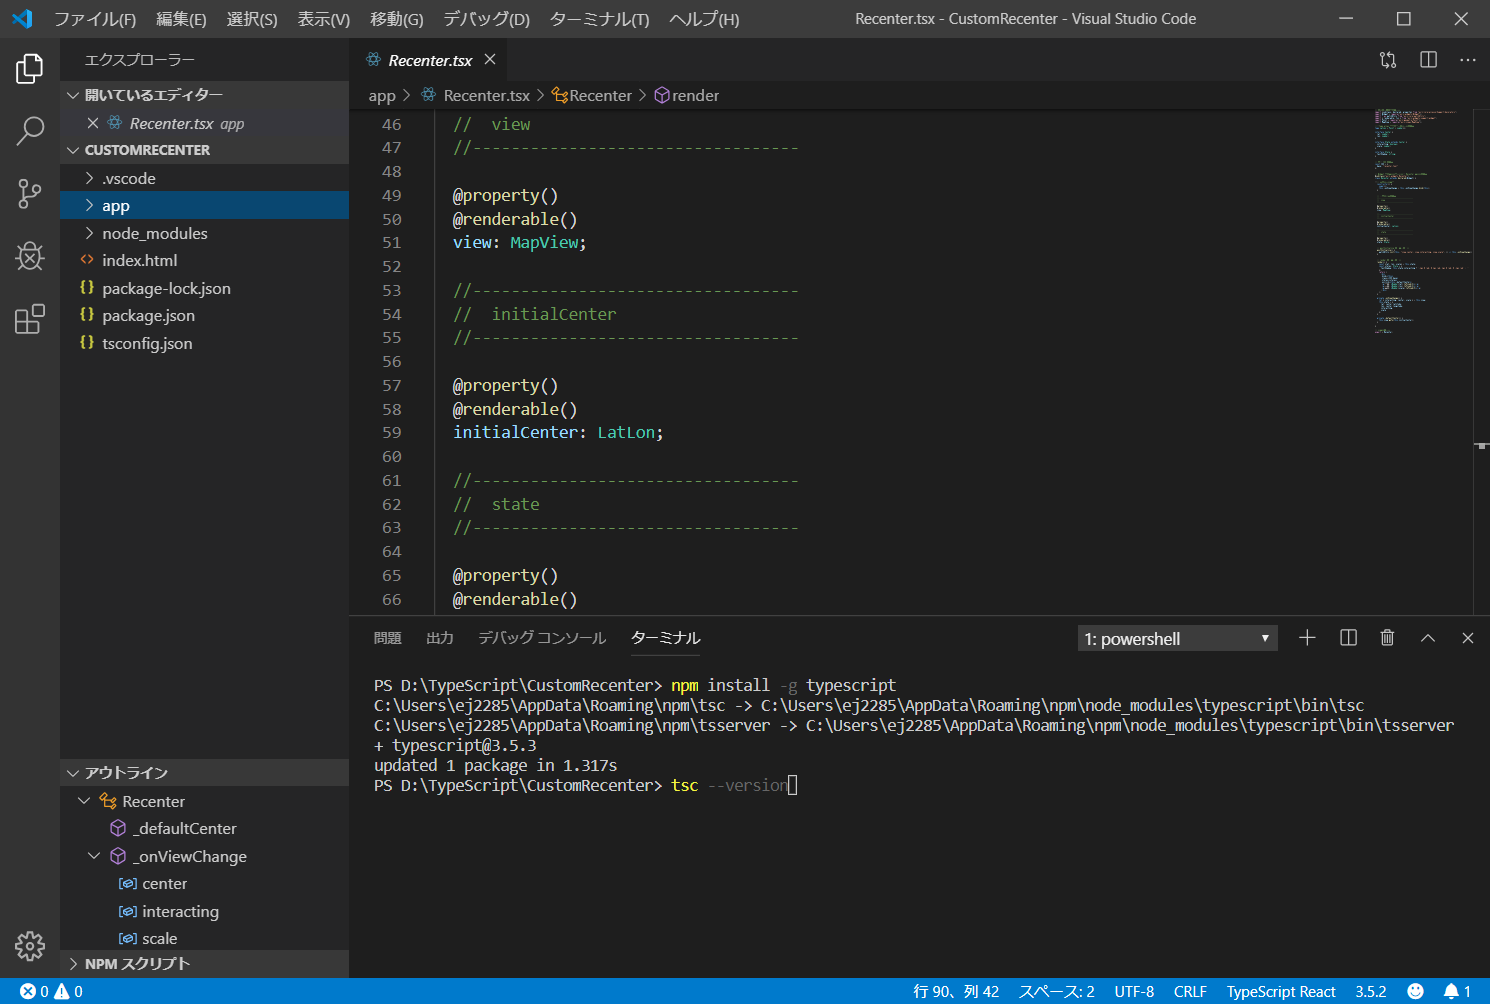 ファイル(F) 編集(E) 選択(S) 表示(V) 移動(G) デバッグ(D) ターミナル(T) ヘルプ(H) Recenter.tsx - CustomRecenter - Visual Studio Code
エクスプローラー
開いているエディター
Recenter.tsx app
CUSTOMRECENTER
.vscode
app
node_modules
index.html
package-lock.json
package.json
tsconfig.json
アウトライン
Recenter
_defaultCenter
_onViewChange
center
interacting
scale
NPM スクリプト
Recenter.tsx
app > Recenter.tsx > Recenter > render
46 // view
47 //----------------------------------
48
49 @property()
50 @renderable()
51 view: MapView;
52
53 //----------------------------------
54 // initialCenter
55 //----------------------------------
56
57 @property()
58 @renderable()
59 initialCenter: LatLon;
60
61 //----------------------------------
62 // state
63 //----------------------------------
64
65 @property()
66 @renderable()
問題 出力 デバッグ コンソール ターミナル 1: powershell
PS D:\TypeScript\CustomRecenter> npm install -g typescript
C:\Users\ej2285\AppData\Roaming\npm\tsc -> C:\Users\ej2285\AppData\Roaming\npm\node_modules\typescript\bin\tsc
C:\Users\ej2285\AppData\Roaming\npm\tsserver -> C:\Users\ej2285\AppData\Roaming\npm\node_modules\typescript\bin\tsserver
+ typescript@3.5.3
updated 1 package in 1.317s
PS D:\TypeScript\CustomRecenter> tsc --version
0 0 行 90、列 42 スペース: 2 UTF-8 CRLF TypeScript React 3.5.2 1